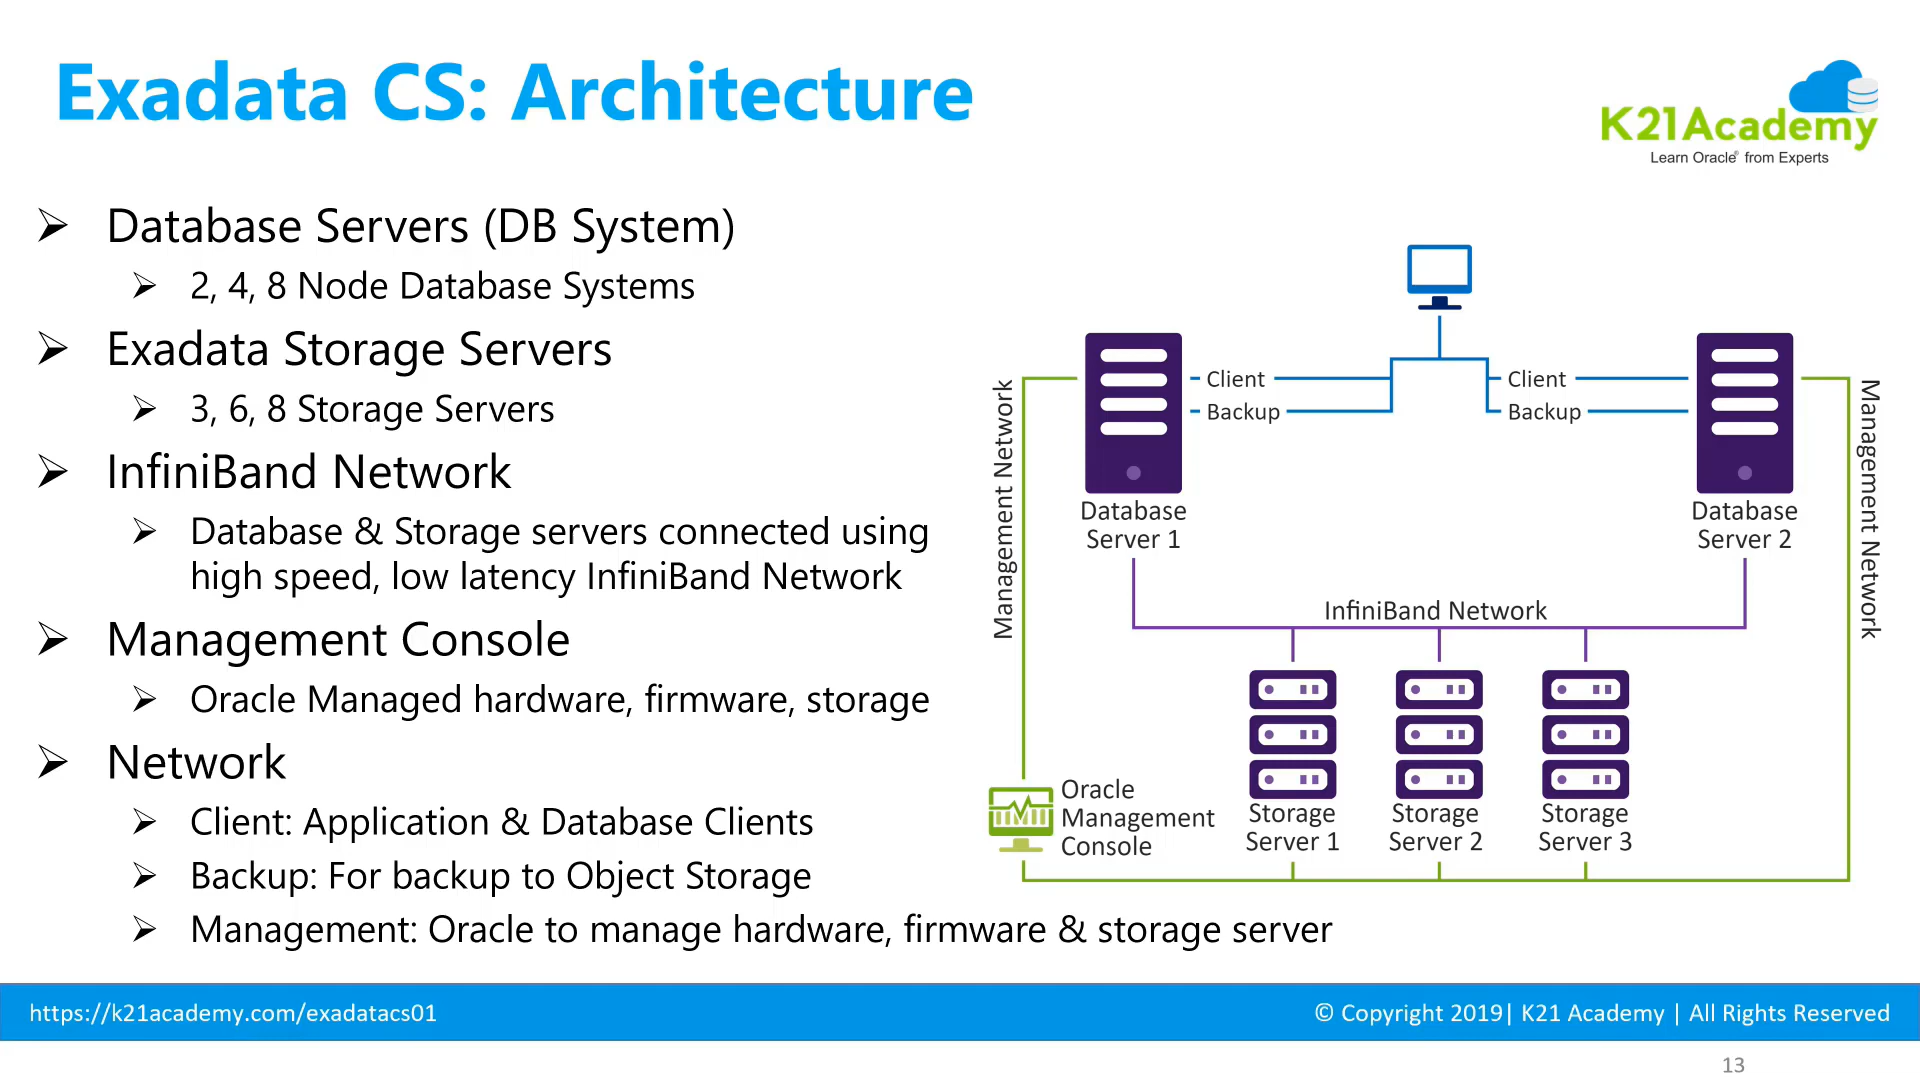 Exadata CS: Architecture
K21Academy
Learn Oracle® from Experts
➢ Database Servers (DB System)
➢ 2, 4, 8 Node Database Systems
➢ Exadata Storage Servers
➢ 3, 6, 8 Storage Servers
➢ InfiniBand Network
➢ Database & Storage servers connected using
high speed, low latency InfiniBand Network
➢ Management Console
➢ Oracle Managed hardware, firmware, storage
➢ Network
➢ Client: Application & Database Clients
➢ Backup: For backup to Object Storage
➢ Management: Oracle to manage hardware, firmware & storage server
Management Network
Client
Backup
Client
Backup
Management Network
Database
Server 1
Database
Server 2
InfiniBand Network
Oracle
Management
Console
Storage
Server 1
Storage
Server 2
Storage
Server 3
https://k21academy.com/exadatacs01
© Copyright 2019| K21 Academy | All Rights Reserved
13